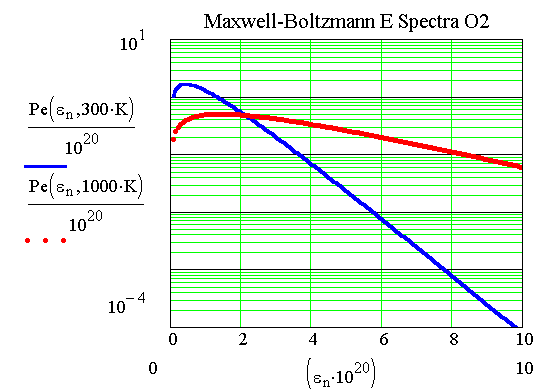 Maxwell-Boltzmann E Spectra O2
10^1
Pe(ε_n, 300·K)
10^20
Pe(ε_n, 1000·K)
10^20
10^-4
0 2 4 6 8 10
0 (ε_n·10^20) 10